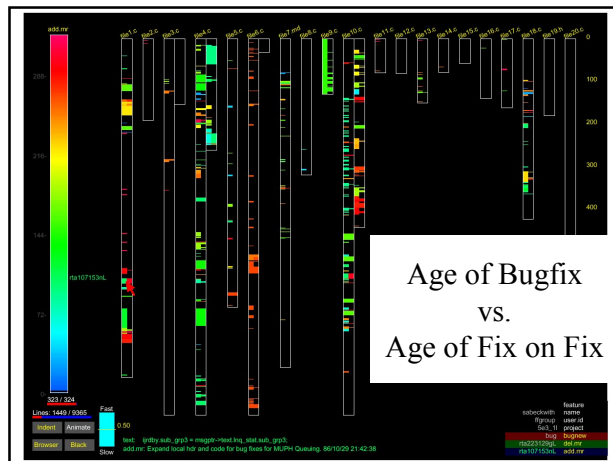 add.mr
file1.c file2.c file3.c file4.c file5.c file6.c file7.md file8.c file9.c file10.c file11.c file12.c file13.c file14.c file15.c file16.c file17.c file18.c file19.h file20.c
0
288-
100
216-
200
300
144-
400
rta107153nL
72-
0-
323 / 324
Lines: 1449 / 9365
Indent Animate
Browser Black
Fast
Slow
0.50
Age of Bugfix
vs.
Age of Fix on Fix
text: ijrdby.sub_grp3 = msgptr->text.lnq_stat.sub_grp3;
add.mr: Expand local hdr and code for bug fixes for MUPH Queuing. 86/10/29 21:42:38
feature
sabeckwith name
ffgroup user.id
5e3_1l project
bug bugnew
rta223129gL del.mr
rta107153nL add.mr